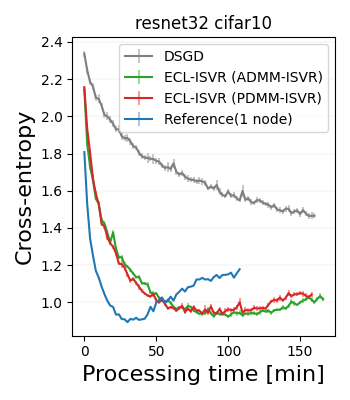 resnet32 cifar10
DSGD
ECL-ISVR (ADMM-ISVR)
ECL-ISVR (PDMM-ISVR)
Reference(1 node)
Cross-entropy
2.4
2.2
2.0
1.8
1.6
1.4
1.2
1.0
0
50
100
150
Processing time [min]